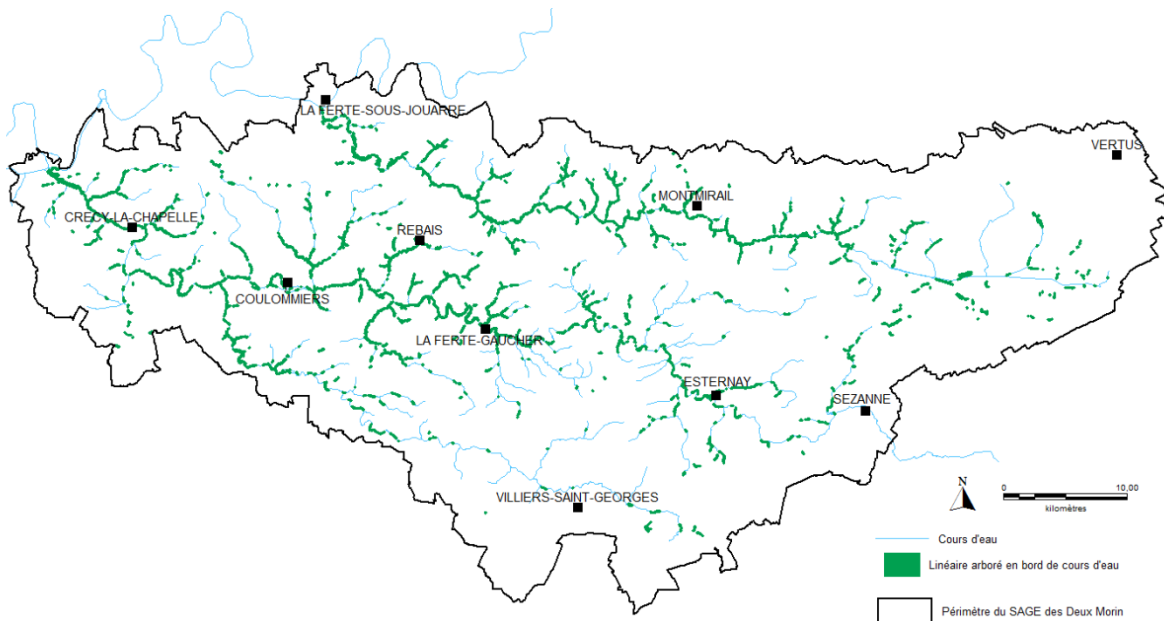 LA FERTE-SOUS-JOUARRE
VERTUS
MONTMIRAIL
CRECY-LA-CHAPELLE
REBAIS
COULOMMIERS
LA FERTE-GAUCHER
ESTERNAY
SEZANNE
VILLIERS-SAINT-GEORGES
N
0 10,00
kilomètres
Cours d'eau
Linéaire arboré en bord de cours d'eau
Périmètre du SAGE des Deux Morin